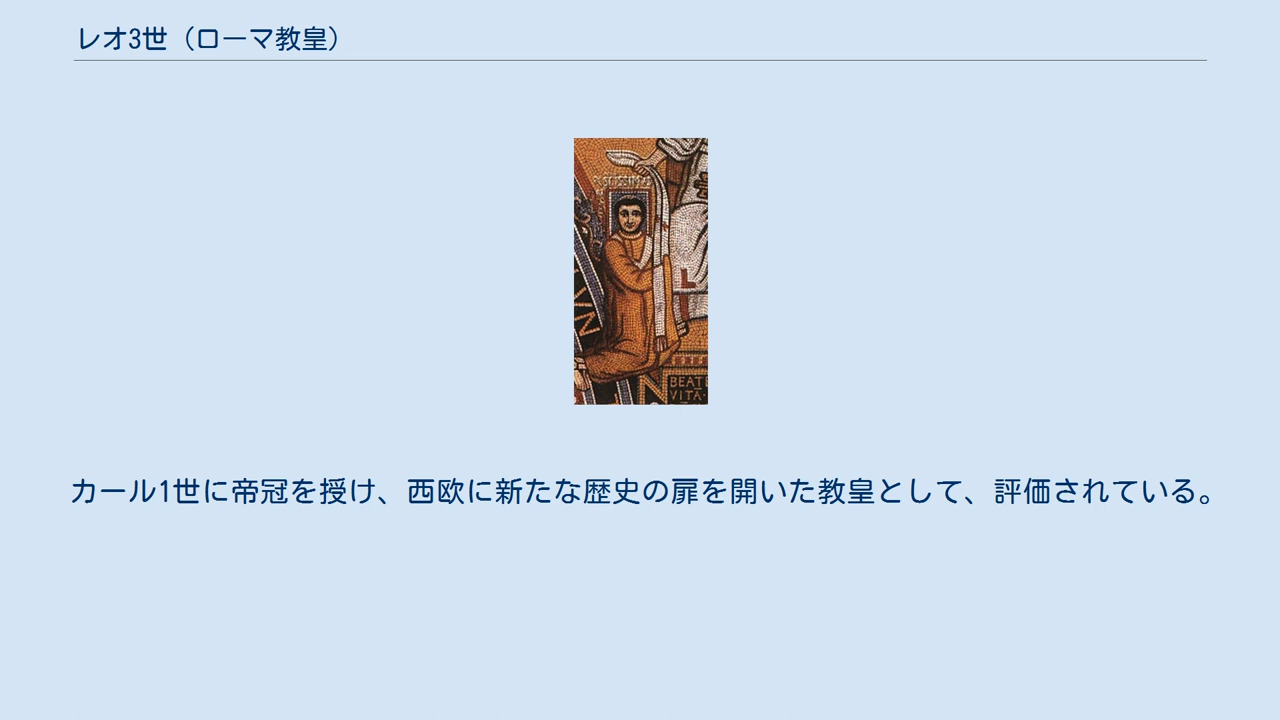 レオ3世（ローマ教皇）
BEATE
VITA
カール1世に帝冠を授け、西欧に新たな歴史の扉を開いた教皇として、評価されている。